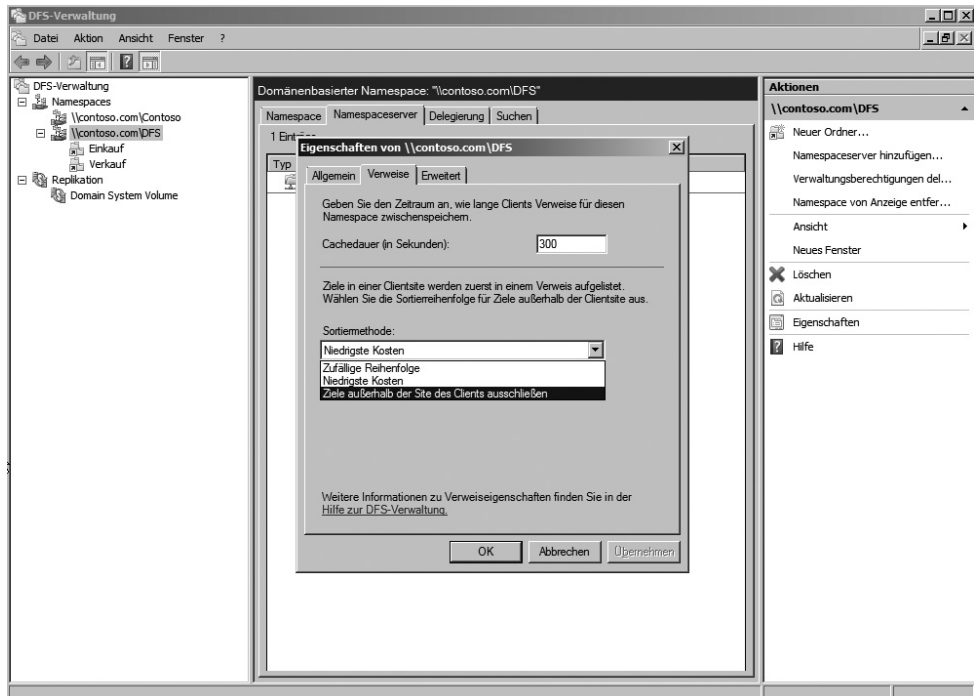 DFS-Verwaltung
Datei Aktion Ansicht Fenster ?
DFS-Verwaltung
Namespaces
\\contoso.com\Contoso
\\contoso.com\DFS
Einkauf
Verkauf
Replikation
Domain System Volume
Domänenbasierter Namespace: "\\contoso.com\DFS"
Namespace Namespaceserver Delegierung Suchen
1 Einträge
Typ
Eigenschaften von \\contoso.com\DFS
Allgemein Verweise Erweitert
Geben Sie den Zeitraum an, wie lange Clients Verweise für diesen
Namespace zwischenspeichern.
Cachedauer (in Sekunden): 300
Ziele in einer Clientsite werden zuerst in einem Verweis aufgelistet.
Wählen Sie die Sortierreihenfolge für Ziele außerhalb der Clientsite aus.
Sortiermethode:
Niedrigste Kosten
Zufällige Reihenfolge
Niedrigste Kosten
Ziele außerhalb der Site des Clients ausschließen
Weitere Informationen zu Verweiseigenschaften finden Sie in der
Hilfe zur DFS-Verwaltung.
OK Abbrechen Übernehmen
Aktionen
\\contoso.com\DFS
Neuer Ordner...
Namespaceserver hinzufügen...
Verwaltungsberechtigungen del...
Namespace von Anzeige entfer...
Ansicht
Neues Fenster
Löschen
Aktualisieren
Eigenschaften
Hilfe